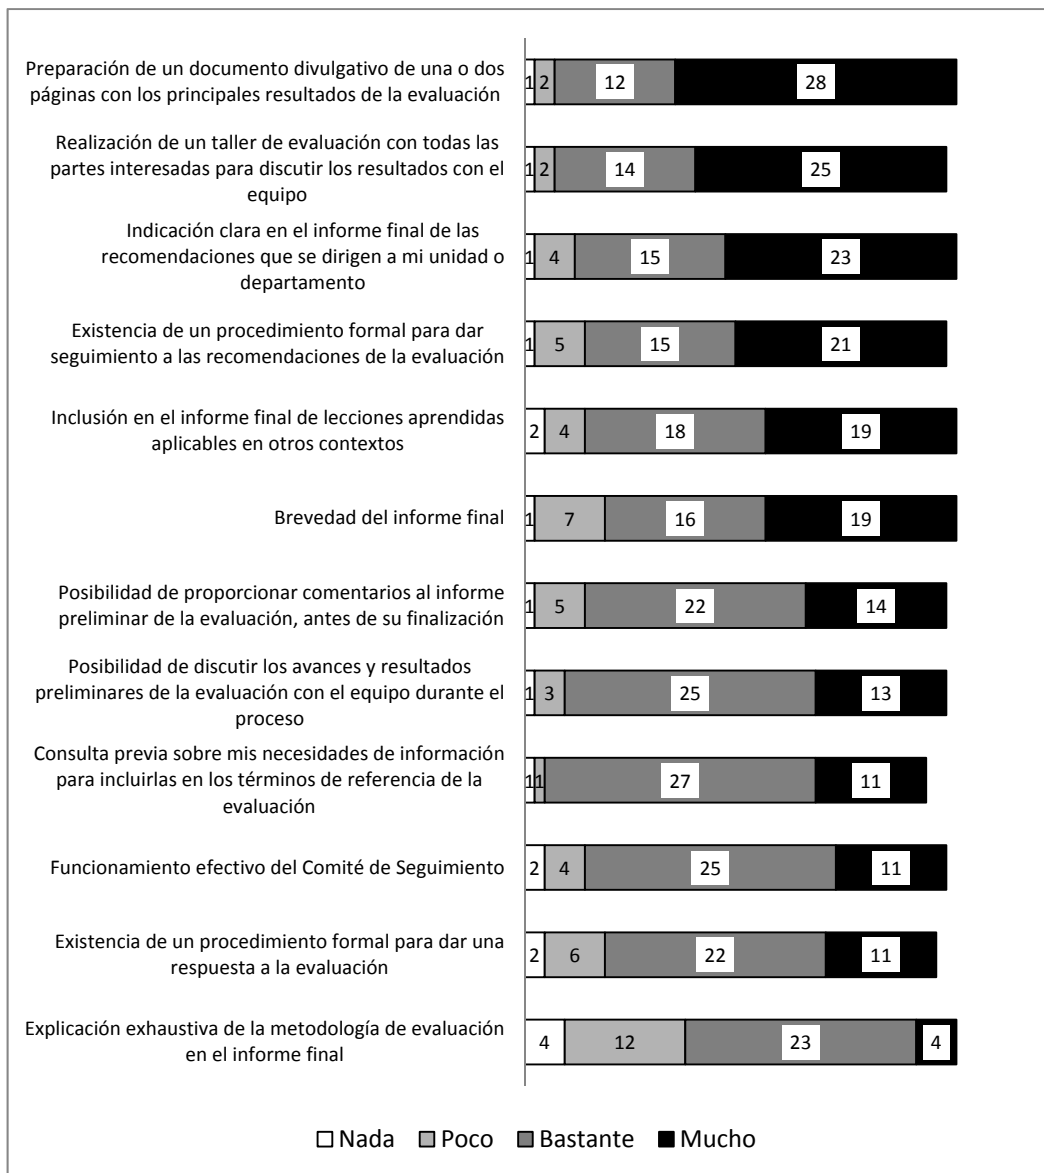 Preparación de un documento divulgativo de una o dos
páginas con los principales resultados de la evaluación
1 2 12 28
Realización de un taller de evaluación con todas las
partes interesadas para discutir los resultados con el
equipo
1 2 14 25
Indicación clara en el informe final de las
recomendaciones que se dirigen a mi unidad o
departamento
1 4 15 23
Existencia de un procedimiento formal para dar
seguimiento a las recomendaciones de la evaluación
1 5 15 21
Inclusión en el informe final de lecciones aprendidas
aplicables en otros contextos
2 4 18 19
Brevedad del informe final
1 7 16 19
Posibilidad de proporcionar comentarios al informe
preliminar de la evaluación, antes de su finalización
1 5 22 14
Posibilidad de discutir los avances y resultados
preliminares de la evaluación con el equipo durante el
proceso
1 3 25 13
Consulta previa sobre mis necesidades de información
para incluirlas en los términos de referencia de la
evaluación
1 1 27 11
Funcionamiento efectivo del Comité de Seguimiento
2 4 25 11
Existencia de un procedimiento formal para dar una
respuesta a la evaluación
2 6 22 11
Explicación exhaustiva de la metodología de evaluación
en el informe final
4 12 23 4
Nada Poco Bastante Mucho